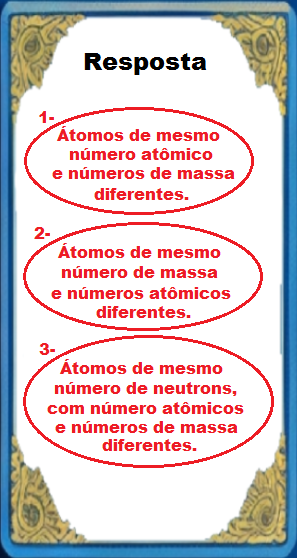 Resposta
1-
Átomos de mesmo
número atômico
e números de massa
diferentes.
2-
Átomos de mesmo
número de massa
e números atômicos
diferentes.
3-
Átomos de mesmo
número de neutrons,
com número atômicos
e números de massa
diferentes.